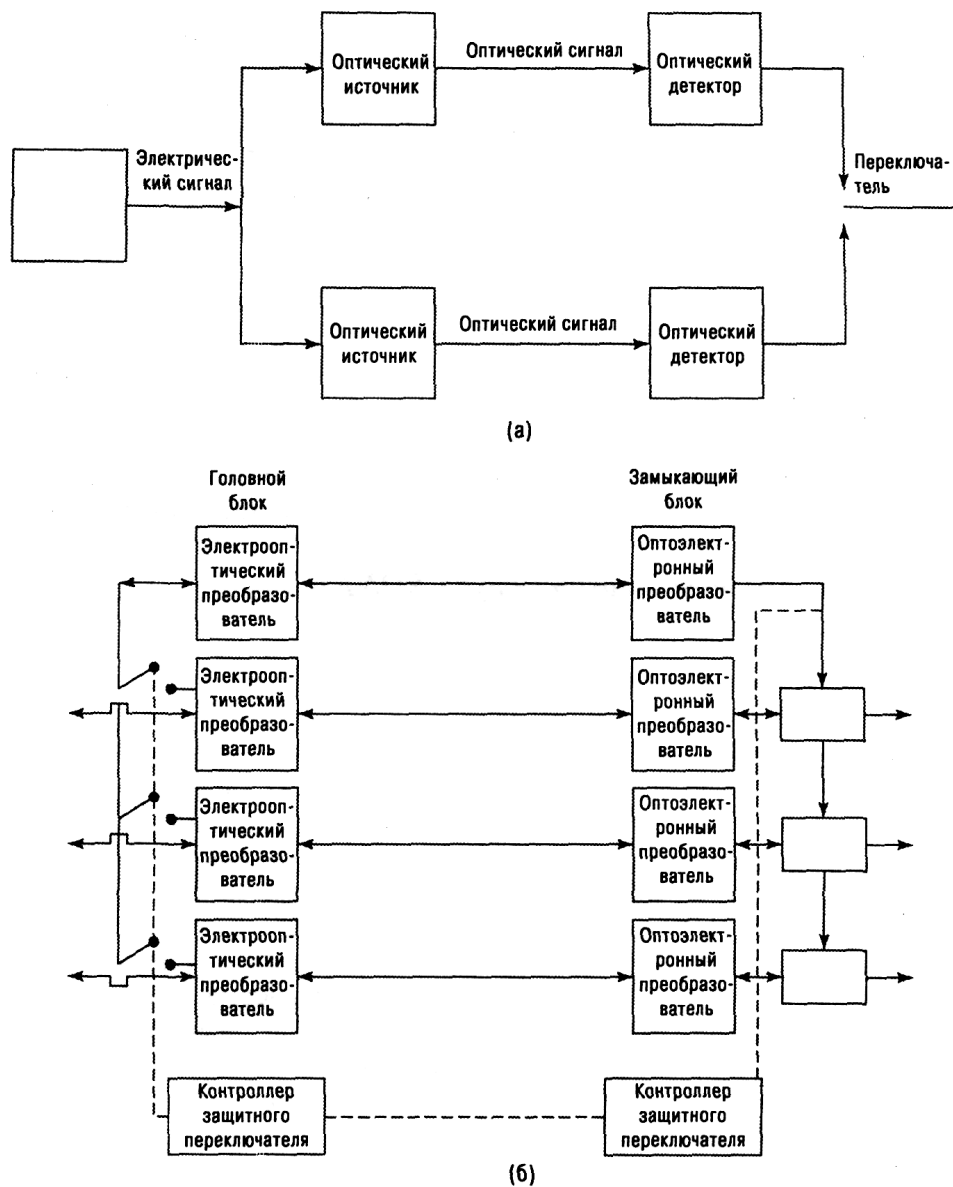 Оптический
источник
Оптический сигнал
Оптический
детектор
Электричес-
кий сигнал
Переключа-
тель
Оптический
источник
Оптический сигнал
Оптический
детектор
(а)
Головной
блок
Замыкающий
блок
Электрооп-
тический
преобразо-
ватель
Оптоэлект-
ронный
преобразо-
ватель
Электрооп-
тический
преобразо-
ватель
Оптоэлект-
ронный
преобразо-
ватель
Электрооп-
тический
преобразо-
ватель
Оптоэлект-
ронный
преобразо-
ватель
Электрооп-
тический
преобразо-
ватель
Оптоэлект-
ронный
преобразо-
ватель
Контроллер
защитного
переключателя
Контроллер
защитного
переключателя
(б)